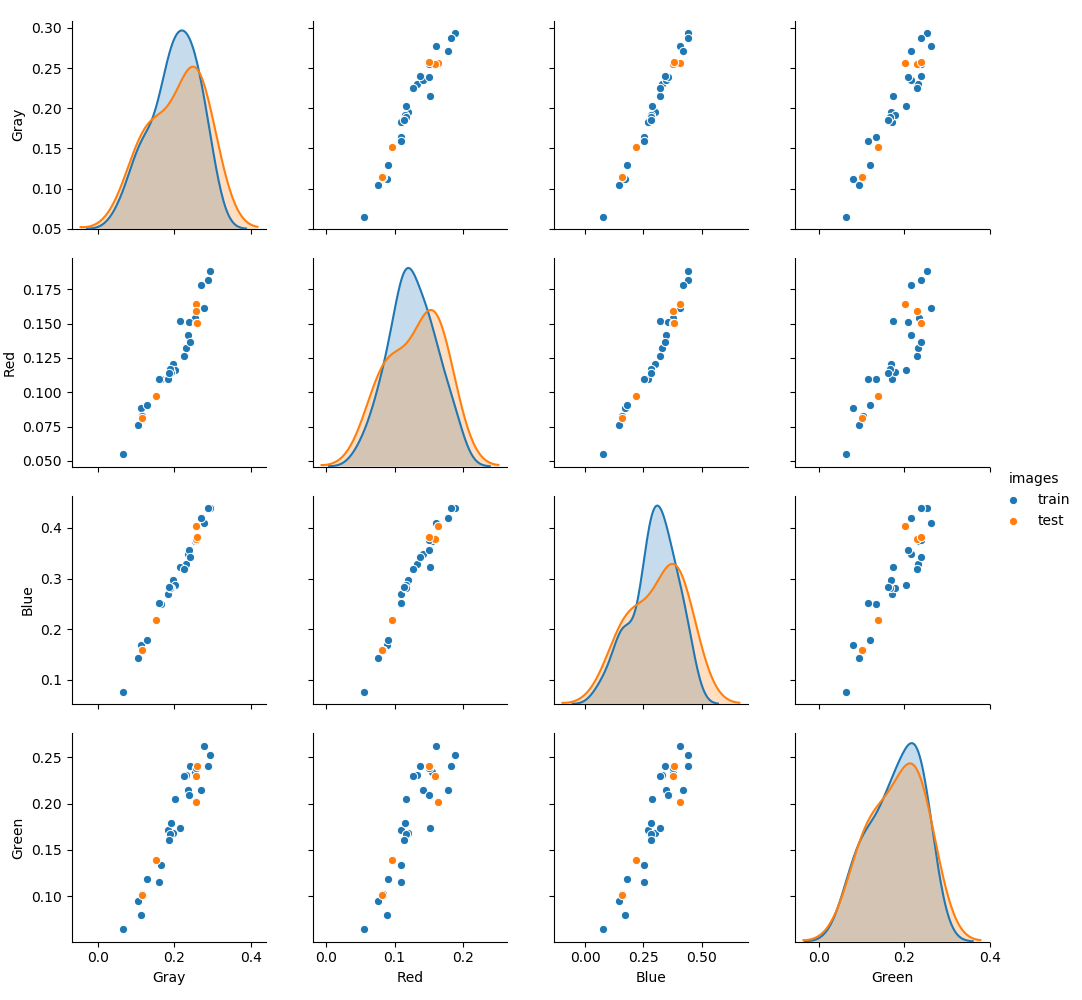 0.30
0.25
0.20
0.15
0.10
0.05
Gray
0.175
0.150
0.125
0.100
0.075
0.050
Red
images
train
test
0.4
0.3
0.2
0.1
Blue
0.25
0.20
0.15
0.10
Green
0.0 0.2 0.4
0.0 0.1 0.2
0.00 0.25 0.50
0.0 0.2 0.4
Gray Red Blue Green